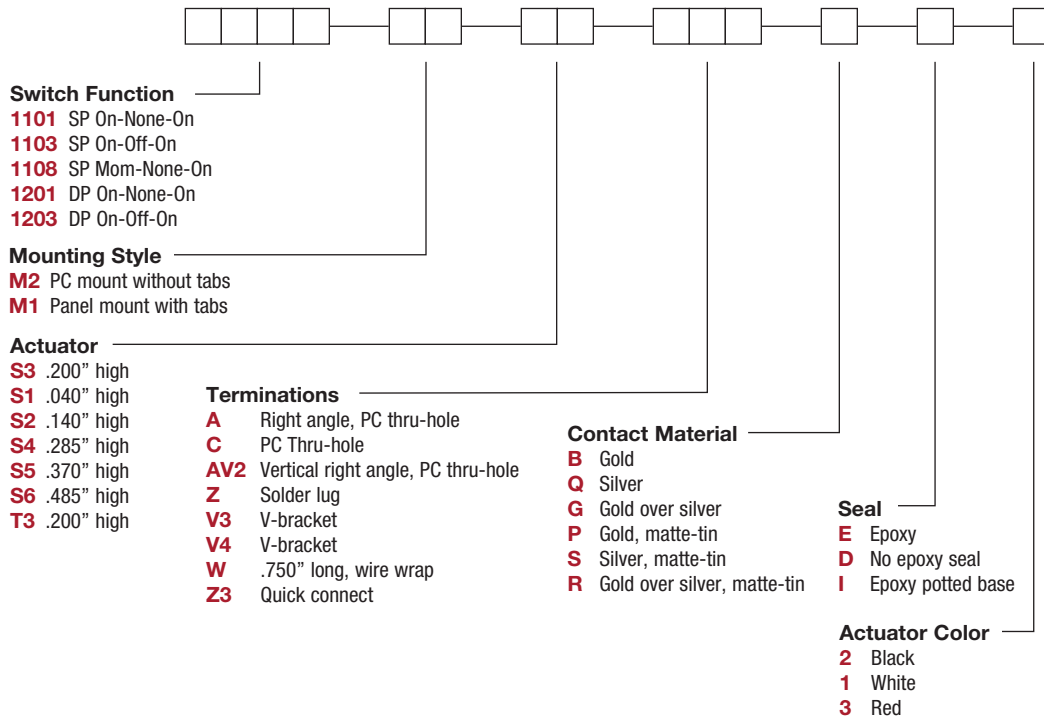 Switch Function
1101 SP On-None-On
1103 SP On-Off-On
1108 SP Mom-None-On
1201 DP On-None-On
1203 DP On-Off-On
Mounting Style
M2 PC mount without tabs
M1 Panel mount with tabs
Actuator
S3 .200” high
S1 .040” high
S2 .140” high
S4 .285” high
S5 .370” high
S6 .485” high
T3 .200” high
Terminations
A Right angle, PC thru-hole
C PC Thru-hole
AV2 Vertical right angle, PC thru-hole
Z Solder lug
V3 V-bracket
V4 V-bracket
W .750” long, wire wrap
Z3 Quick connect
Contact Material
B Gold
Q Silver
G Gold over silver
P Gold, matte-tin
S Silver, matte-tin
R Gold over silver, matte-tin
Seal
E Epoxy
D No epoxy seal
I Epoxy potted base
Actuator Color
2 Black
1 White
3 Red